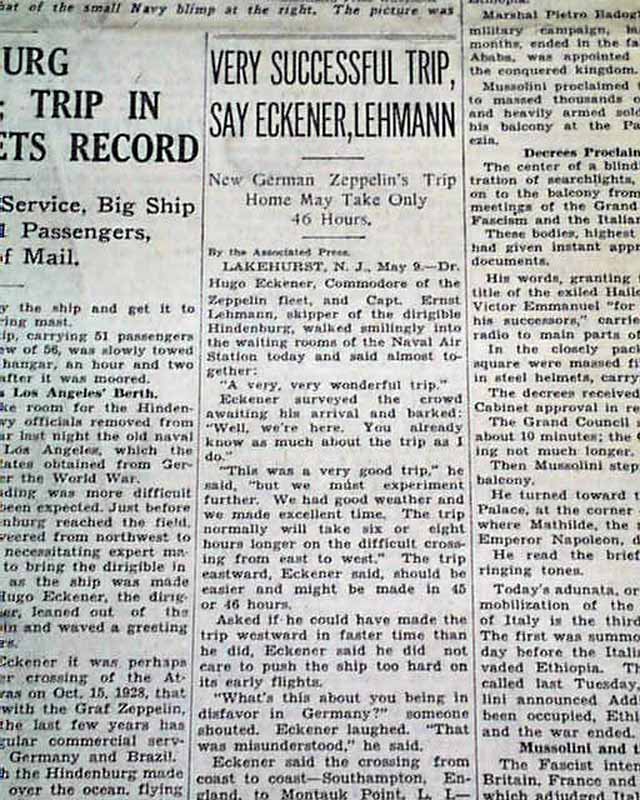 hat of the small Navy blimp at the right. The picture was
URG
TRIP IN
ETS RECORD
Service, Big Ship
Passengers,
f Mail.
y the ship and get it to
ring mast.
ip, carrying 51 passengers
ew of 56, was slowly towed
hangar, an hour and two
after it was moored.
s Los Angeles' Berth.
ke room for the Hinden-
vy officials removed from
ar last night the old naval
Los Angeles, which the
tates obtained from Ger-
er the World War.
ding was more difficult
been expected. Just before
nburg reached the field,
veered from northwest to
necessitating expert ma-
to bring the dirigible in
as the ship was made
Hugo Eckener, the dirig-
er, leaned out of the
in and waved a greeting
rs.
Eckener it was perhaps
er crossing of the At-
was on Oct. 15, 1928, that
with the Graf Zeppelin,
the last few years has
gular commercial serv-
Germany and Brazil.
h the Hindenburg made
over the ocean, flying
VERY SUCCESSFUL TRIP,
SAY ECKENER, LEHMANN
New German Zeppelin's Trip
Home May Take Only
46 Hours.
By the Associated Press.
LAKEHURST, N. J., May 9.—Dr.
Hugo Eckener, Commodore of the
Zeppelin fleet, and Capt. Ernst
Lehmann, skipper of the dirigible
Hindenburg, walked smilingly into
the waiting rooms of the Naval Air
Station today and said almost to-
gether:
"A very, very wonderful trip."
Eckener surveyed the crowd
awaiting his arrival and barked:
"Well, we're here. You already
know as much about the trip as I
do."
"This was a very good trip," he
said, "but we must experiment
further. We had good weather and
we made excellent time. The trip
normally will take six or eight
hours longer on the difficult cross-
ing from east to west." The trip
eastward, Eckener said, should be
easier and might be made in 45
or 46 hours.
Asked if he could have made the
trip westward in faster time than
he did, Eckener said he did not
care to push the ship too hard on
its early flights.
"What's this about you being in
disfavor in Germany?" someone
shouted. Eckener laughed. "That
was misunderstood," he said.
Eckener said the crossing from
coast to coast—Southampton, En-
gland, to Montauk Point, L. I.—
Ethiopia.
Marshal Pietro Badog
military campaign, la
months, ended in the fa
Ababa, was appointed
the conquered kingdom.
Mussolini proclaimed t
to massed thousands o
and heavily armed sold
his balcony at the Pa
ezia.
Decrees Proclaim
The center of a blind
tration of searchlights,
on to the balcony from
meetings of the Grand
Fascism and the Italia
These bodies, highest
had given instant appr
documents.
His words, granting t
title of the exiled Haile
Victor Emmanuel "for
his successors," carrie
radio to main parts of
In the closely pack
square were massed fi
in steel helmets, carry
The decrees received
Cabinet approval in re
The Grand Council s
about 10 minutes; the
ing not much longer.
Then Mussolini step
balcony.
He turned toward t
Palace, at the corner
where Mathilde, the
Emperor Napoleon, d
He read the brief
ringing tones.
Today's adunata, or
mobilization of the
of Italy is the third
The first was summo
day before the Italia
vaded Ethiopia. Th
called last Tuesday,
lini announced Add
been occupied, Ethi
and the war ended.
Mussolini and t
The Fascist inten
Britain, France and
which adjudged Ital